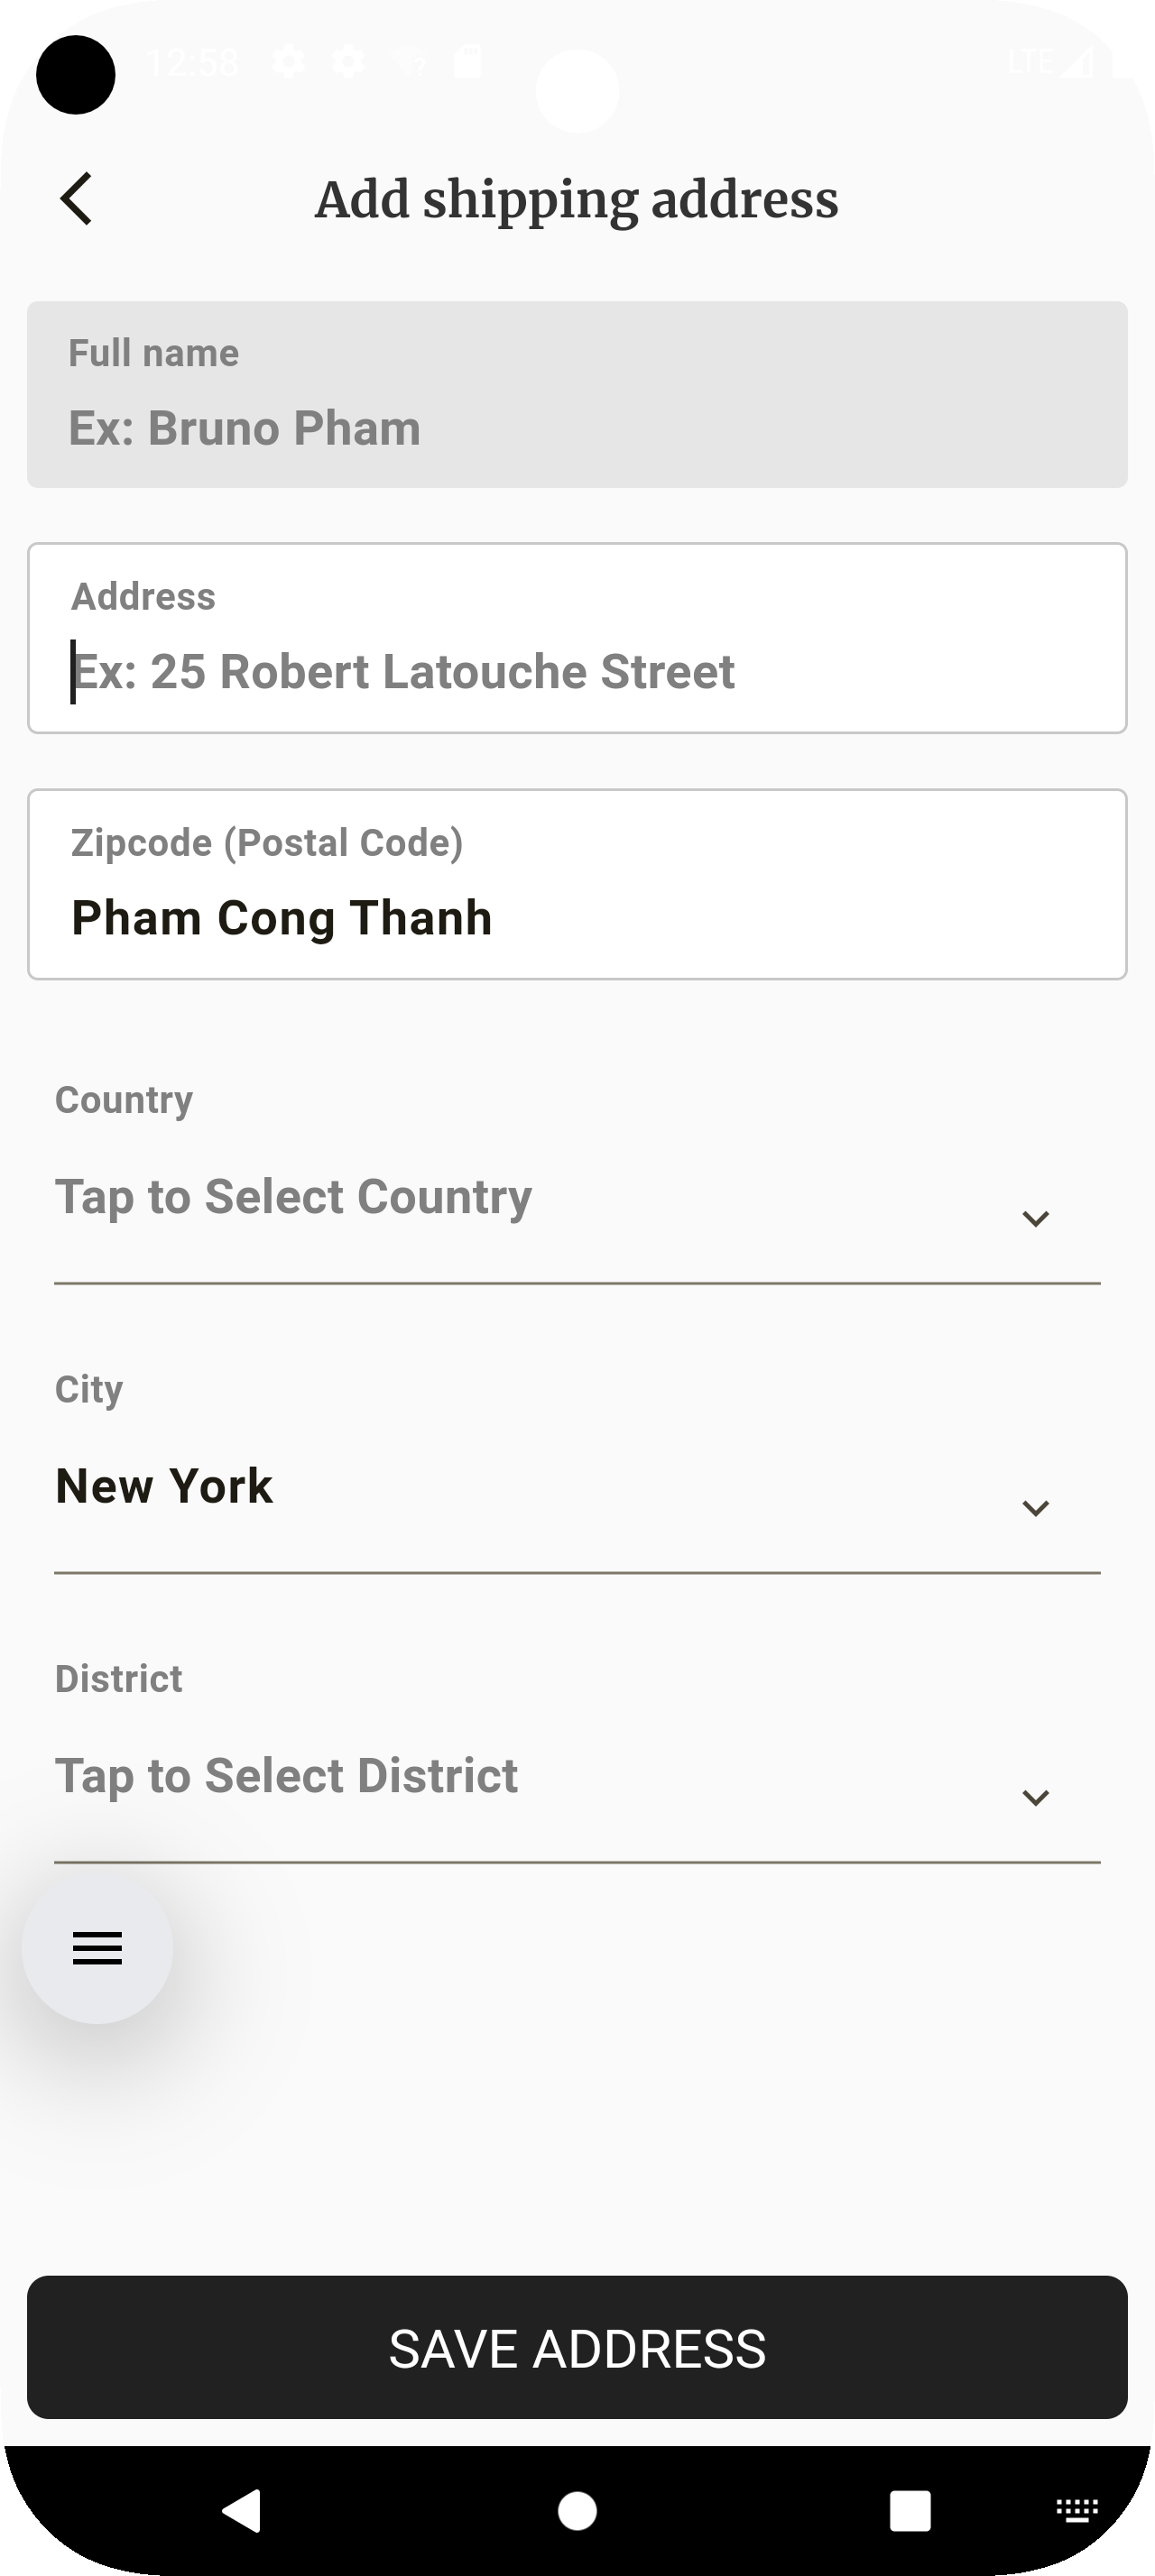 12:58
LTE
Add shipping address
Full name
Ex: Bruno Pham
Address
Ex: 25 Robert Latouche Street
Zipcode (Postal Code)
Pham Cong Thanh
Country
Tap to Select Country
City
New York
District
Tap to Select District
SAVE ADDRESS